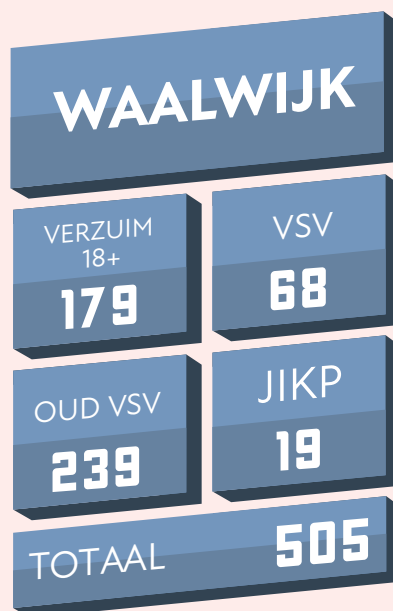 WAALWIJK
VERZUIM
18+
179
VSV
68
OUD VSV
239
JIKP
19
TOTAAL 505